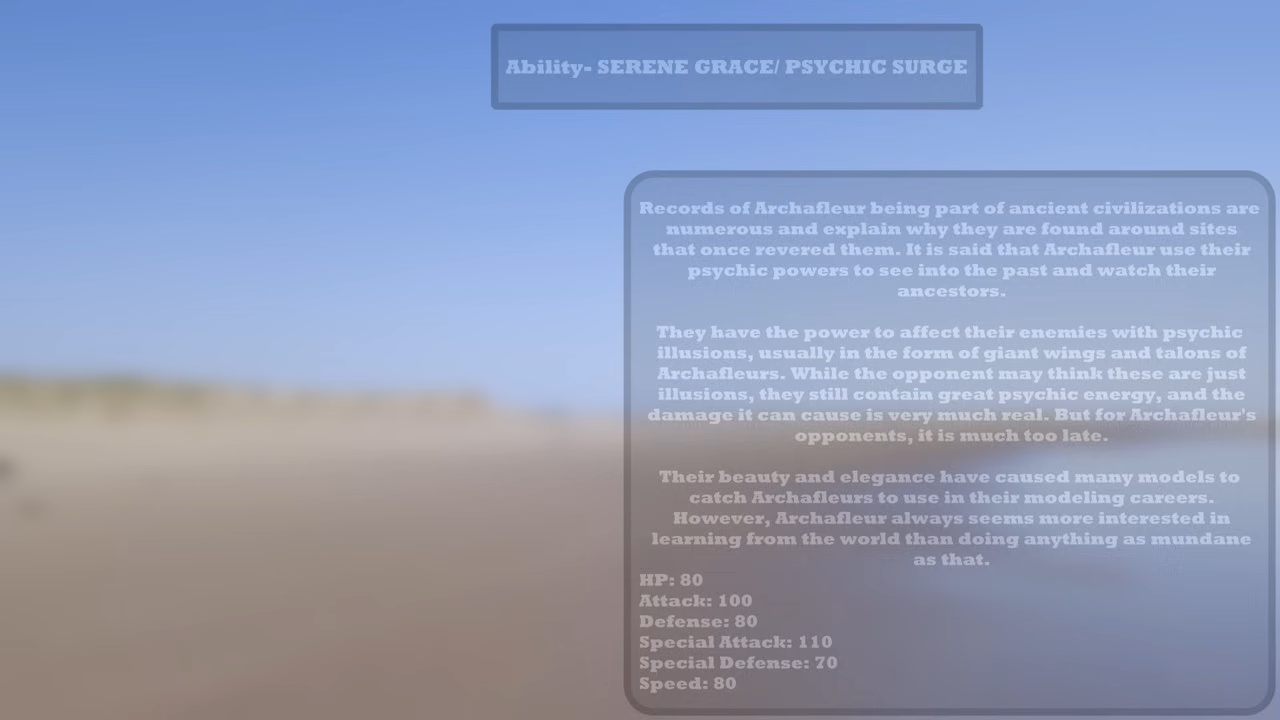 Ability- SERENE GRACE/ PSYCHIC SURGE
Records of Archafleur being part of ancient civilizations are
numerous and explain why they are found around sites
that once revered them. It is said that Archafleur use their
psychic powers to see into the past and watch their
ancestors.
They have the power to affect their enemies with psychic
illusions, usually in the form of giant wings and talons of
Archafleurs. While the opponent may think these are just
illusions, they still contain great psychic energy, and the
damage it can cause is very much real. But for Archafleur's
opponents, it is much too late.
Their beauty and elegance have caused many models to
catch Archafleurs to use in their modeling careers.
However, Archafleur always seems more interested in
learning from the world than doing anything as mundane
as that.
HP: 80
Attack: 100
Defense: 80
Special Attack: 110
Special Defense: 70
Speed: 80